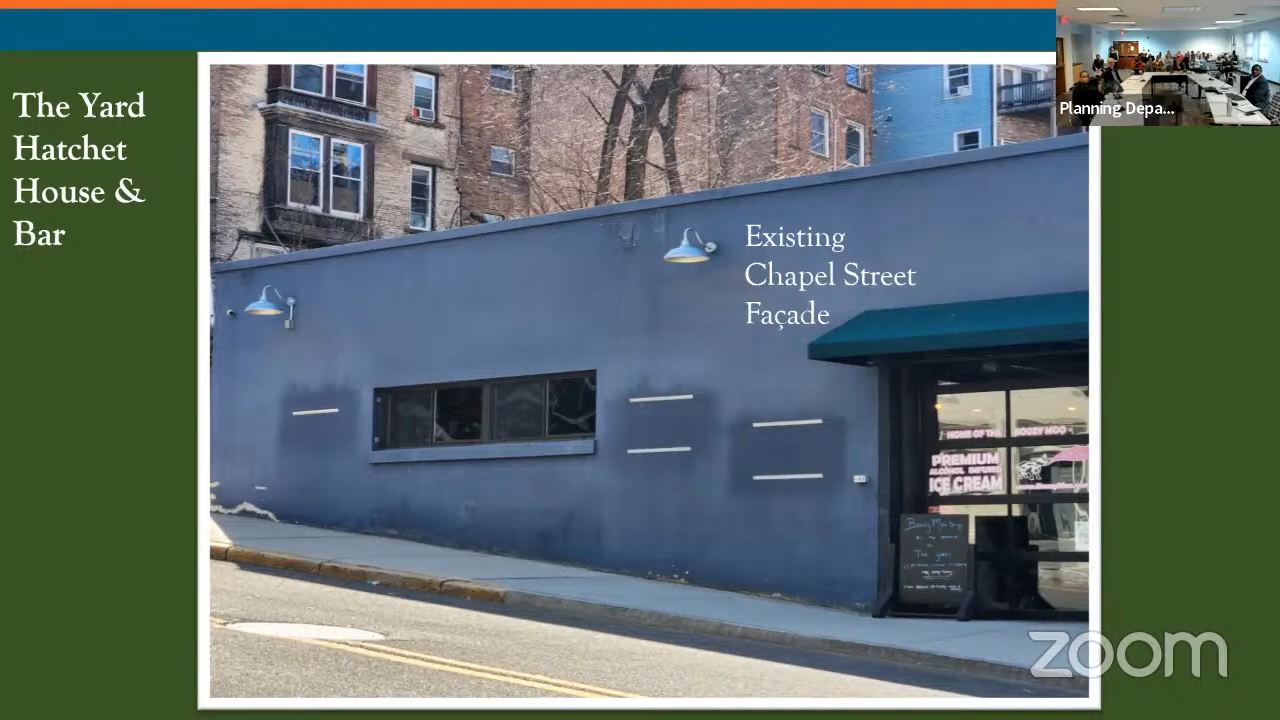 The Yard
Hatchet
House &
Bar
Planning Depa...
Existing
Chapel Street
Façade
HOME OF THE BOOZY MOO
PREMIUM
ALCOHOL INFUSED
ICE CREAM
zoom